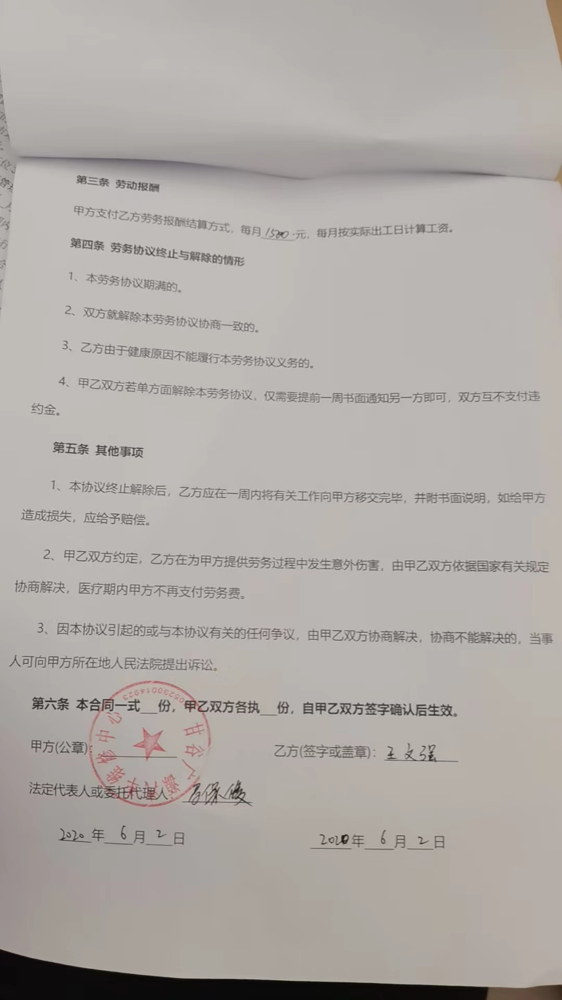 第三条 劳动报酬
甲方支付乙方劳务报酬结算方式，每月1500元，每月按实际出工日计算工资。
第四条 劳务协议终止与解除的情形
1、本劳务协议期满的。
2、双方就解除本劳务协议协商一致的。
3、乙方由于健康原因不能履行本劳务协议义务的。
4、甲乙双方若单方面解除本劳务协议，仅需要提前一周书面通知另一方即可，双方互不支付违
约金。
第五条 其他事项
1、本协议终止解除后，乙方应在一周内将有关工作向甲方移交完毕，并附书面说明，如给甲方
造成损失，应给予赔偿。
2、甲乙双方约定，乙方在为甲方提供劳务过程中发生意外伤害，由甲乙双方依据国家有关规定
协商解决，医疗期内甲方不再支付劳务费。
3、因本协议引起的或与本协议有关的任何争议，由甲乙双方协商解决，协商不能解决的，当事
人可向甲方所在地人民法院提出诉讼。
第六条 本合同一式___份，甲乙双方各执___份，自甲乙双方签字确认后生效。
甲方(公章)：
乙方(签字或盖章)：王文强
法定代表人或委托代理人：
2020年6月2日
2020年6月2日